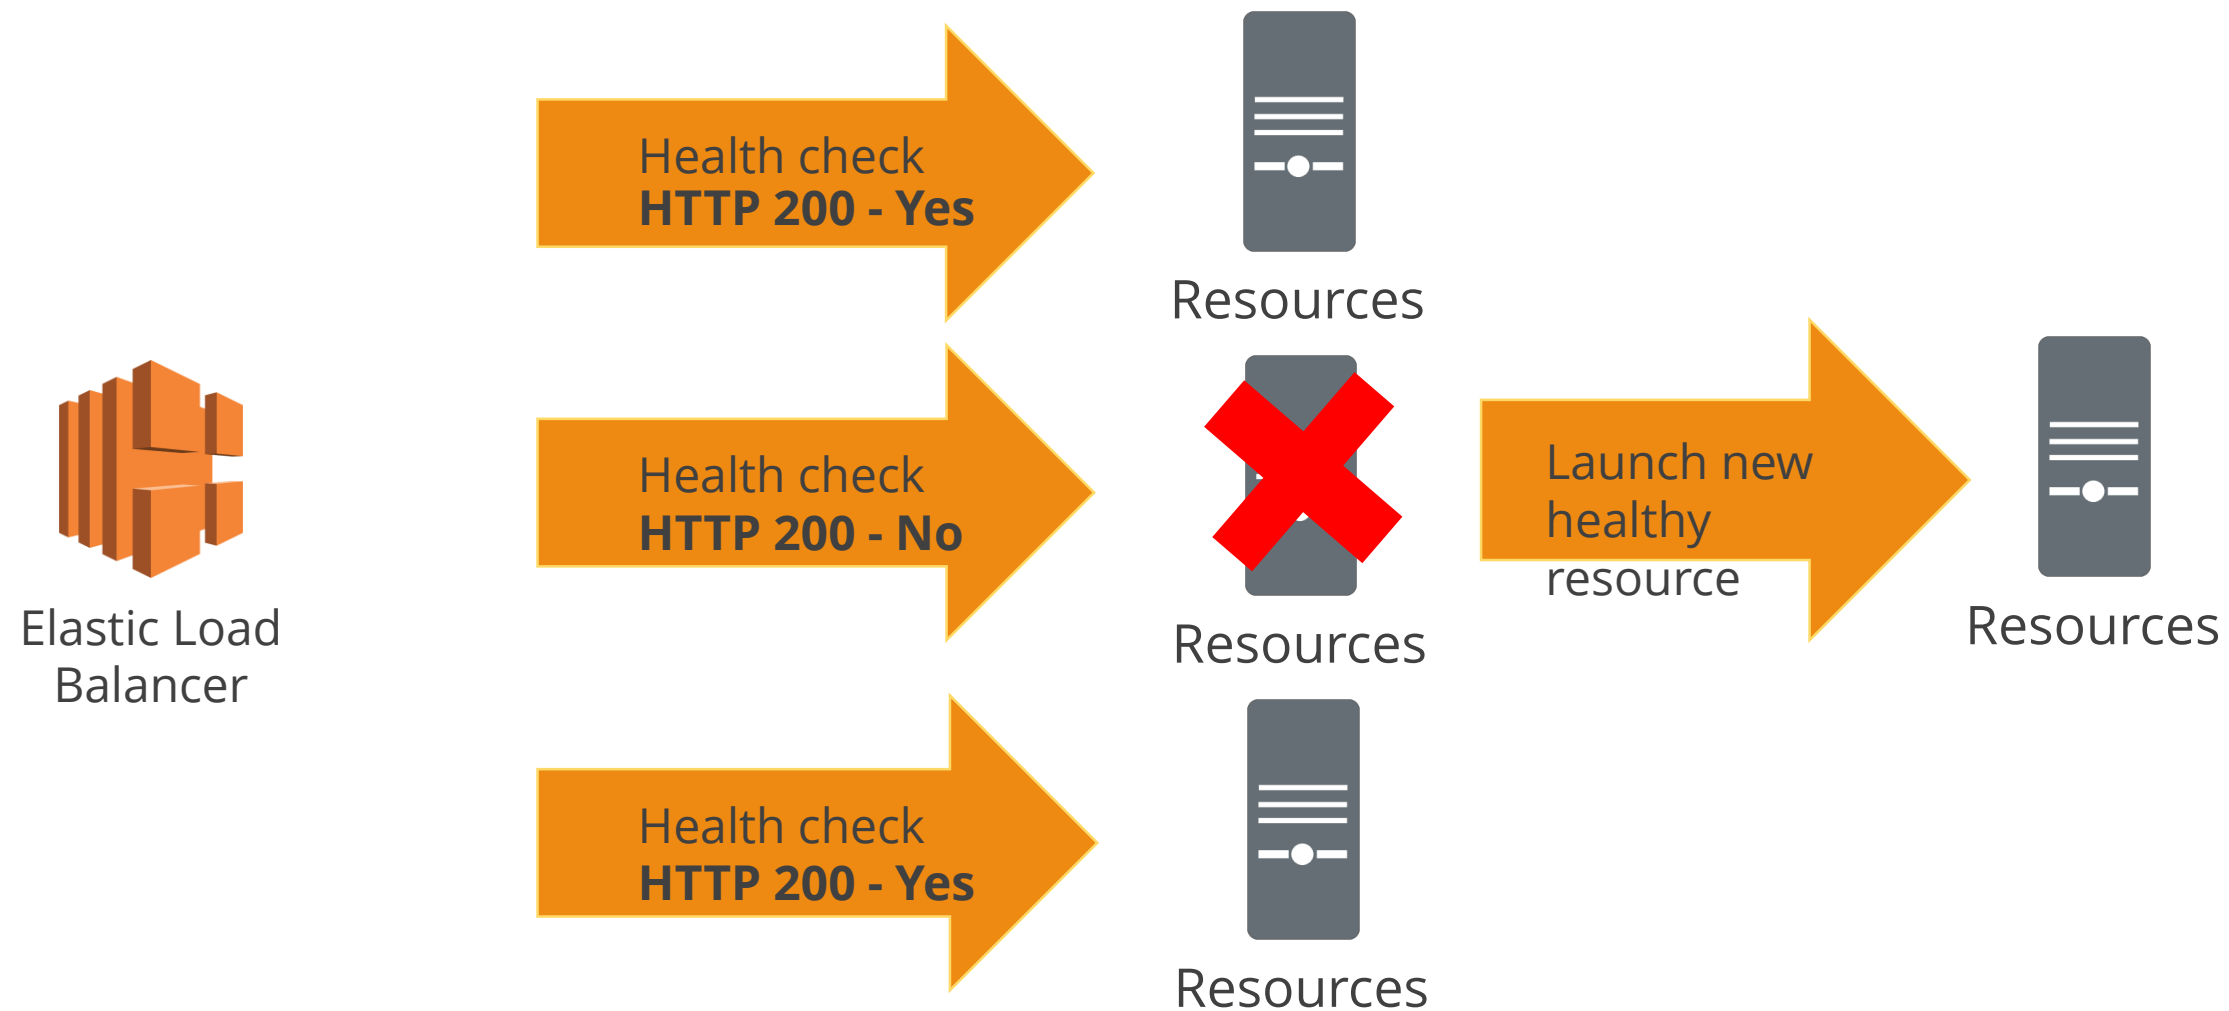 Health check
HTTP 200 - Yes
Resources
Elastic Load
Balancer
Health check
HTTP 200 - No
Resources
Launch new
healthy
resource
Resources
Health check
HTTP 200 - Yes
Resources